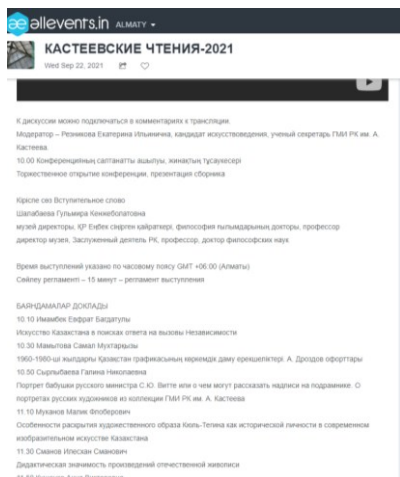 allevents.in ALMATY
КАСТЕЕВСКИЕ ЧТЕНИЯ-2021
Wed Sep 22, 2021
К дискуссии можно подключаться в комментариях к трансляции.
Модератор – Резникова Екатерина Ильинична, кандидат искусствоведения, ученый секретарь ГМИ РК им. А.
Кастеева
10.00 Конференцияның салтанатты ашылуы, жинақтың тұсаукесері
Торжественное открытие конференции, презентация сборника
Кіріспе сөз Вступительное слово
Шалабаева Гульмира Кенжеболатовна
музей директоры, ҚР Еңбек сіңірген қайраткері, философия ғылымдарының докторы, профессор
директор музея, Заслуженный деятель РК, профессор, доктор философских наук
Время выступлений указано по часовому поясу GMT +06:00 (Алматы)
Сөйлеу регламенті – 15 минут – регламент выступления
БАЯНДАМАЛАР ДОКЛАДЫ
10.10 Имамбек Евфрат Бағдатулы
Искусство Казахстана в поисках ответа на вызовы Независимости
10.30 Мамытова Самал Мухтарқызы
1960-1980-ші жылдарғы Қазақстан графикасының көркемдік даму ерекшеліктері. А. Дроздов офорттары
10.50 Сырлыбаева Галина Николаевна
Портрет бабушки русского министра С.Ю. Витте или о чем могут рассказать надписи на подрамнике. О
портретах русских художников из коллекции ГМИ РК им. А. Кастеева
11.10 Муканов Малик Флоберович
Особенности раскрытия художественного образа Кюль-Тегина как исторической личности в современном
изобразительном искусстве Казахстана
11.30 Сманов Илесхан Сманович
Дидактическая значимость произведений отечественной живописи